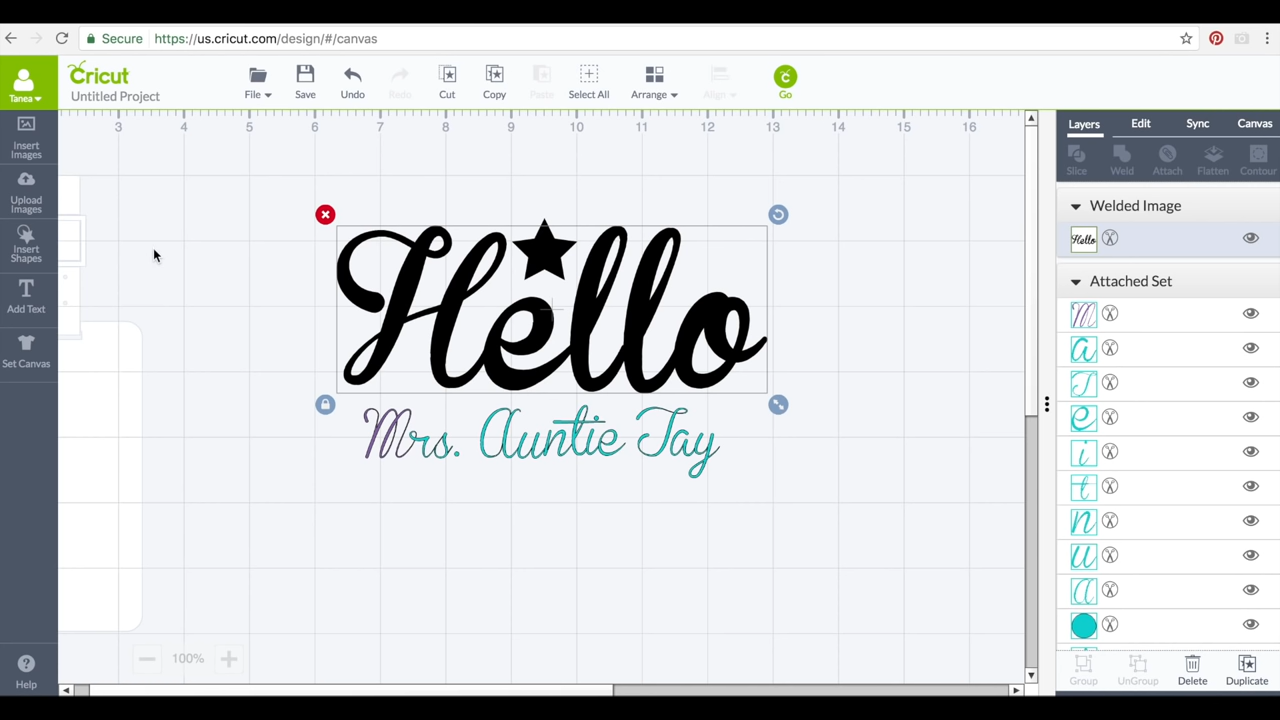 Secure https://us.cricut.com/design/#/canvas
Tanea
Cricut
Untitled Project
File Save Undo Redo Cut Copy Paste Select All Arrange Align Go
3 4 5 6 7 8 9 10 11 12 13 14 15 16
Insert Images
Upload Images
Insert Shapes
Add Text
Set Canvas
Help
Hello
Mrs. Auntie Tay
100%
Layers Edit Sync Canvas
Slice Weld Attach Flatten Contour
Welded Image
Hello
Attached Set
M
a
T
e
i
t
n
u
A
Group UnGroup Delete Duplicate